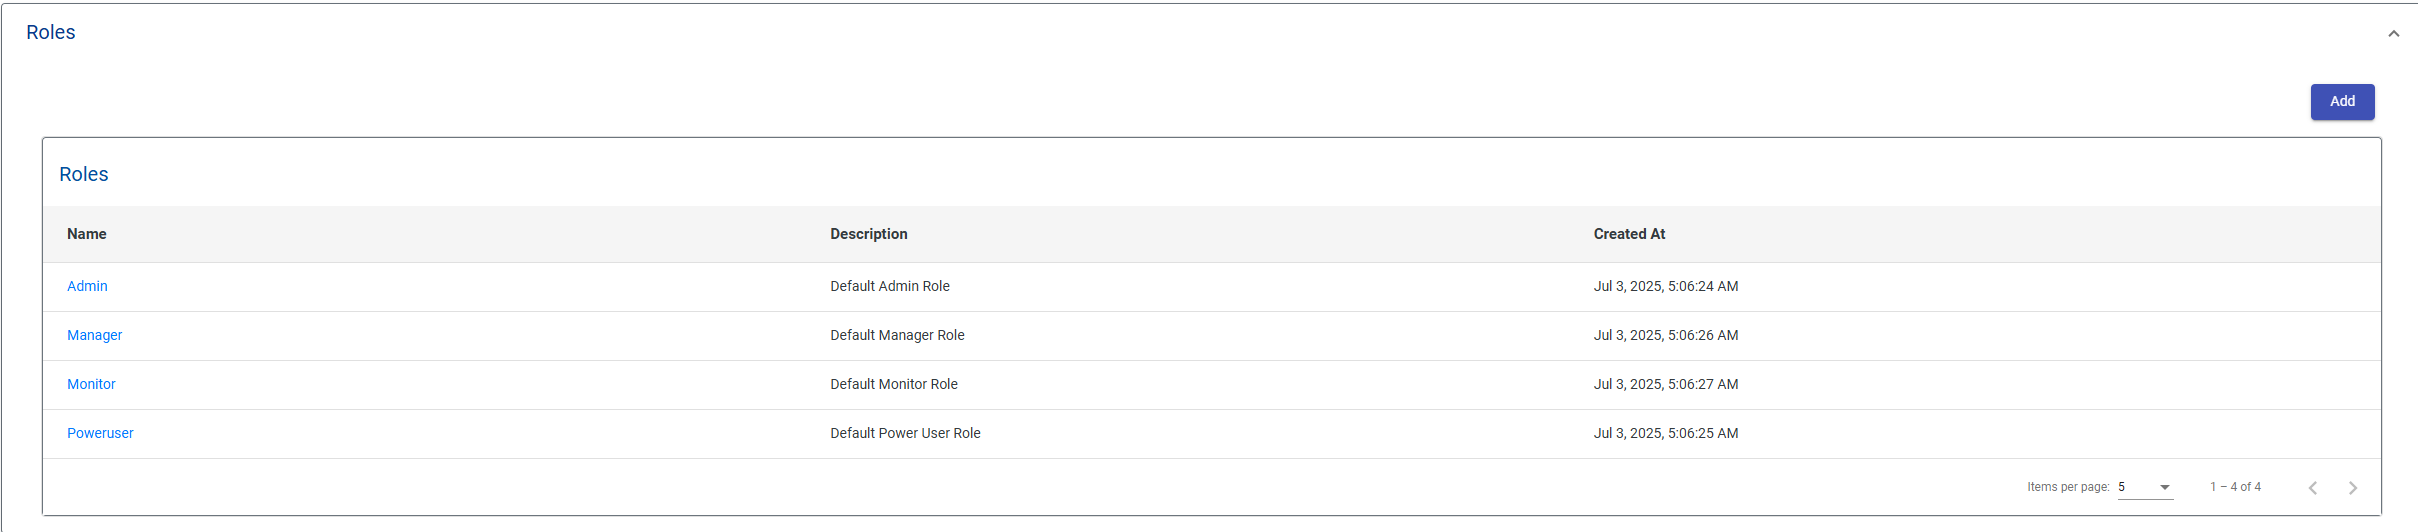 Roles
Add
Roles
Name Description Created At
Admin Default Admin Role Jul 3, 2025, 5:06:24 AM
Manager Default Manager Role Jul 3, 2025, 5:06:26 AM
Monitor Default Monitor Role Jul 3, 2025, 5:06:27 AM
Poweruser Default Power User Role Jul 3, 2025, 5:06:25 AM
Items per page: 5 1 – 4 of 4